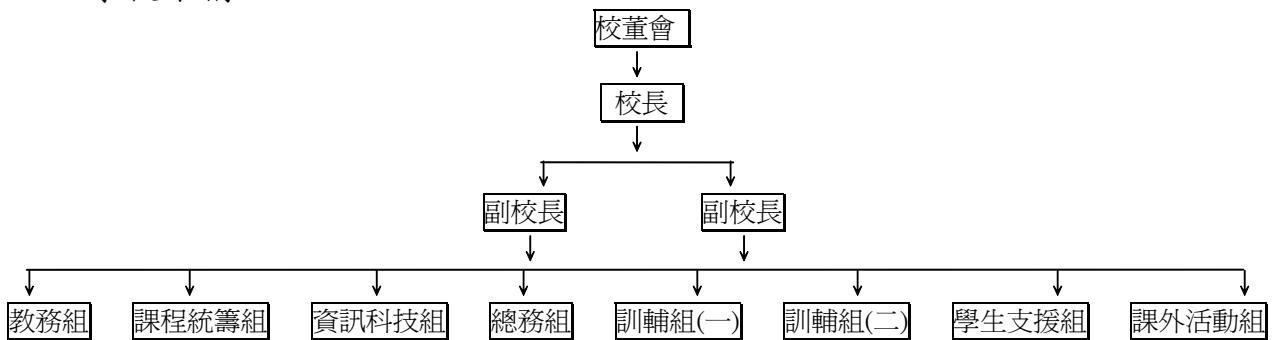 校董會
校長
副校長 副校長
教務組 課程統籌組 資訊科技組 總務組 訓輔組(一) 訓輔組(二) 學生支援組 課外活動組